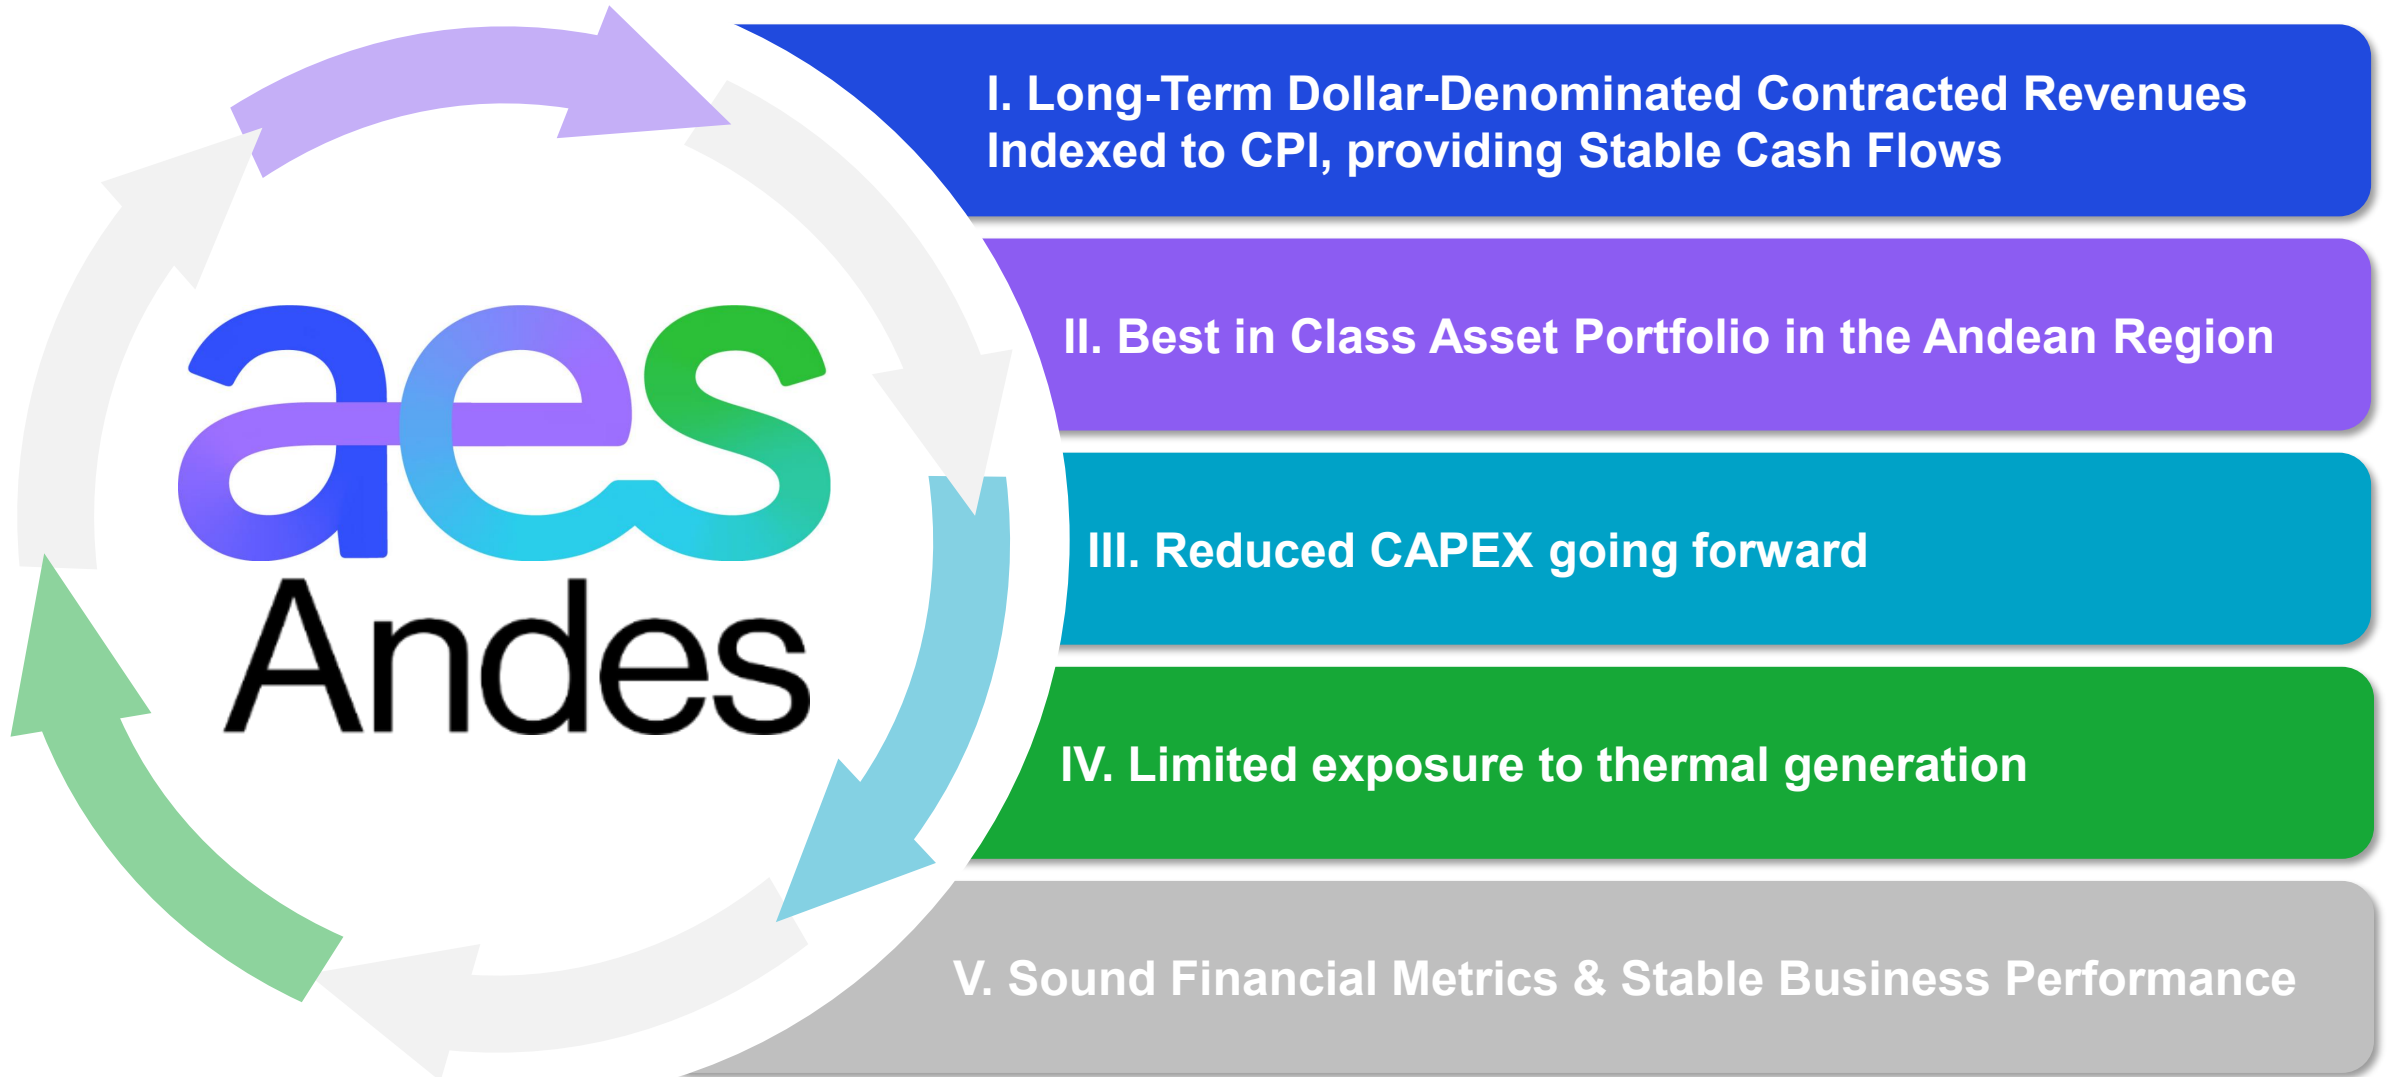 aes
Andes
I. Long-Term Dollar-Denominated Contracted Revenues
Indexed to CPI, providing Stable Cash Flows
II. Best in Class Asset Portfolio in the Andean Region
III. Reduced CAPEX going forward
IV. Limited exposure to thermal generation
V. Sound Financial Metrics & Stable Business Performance